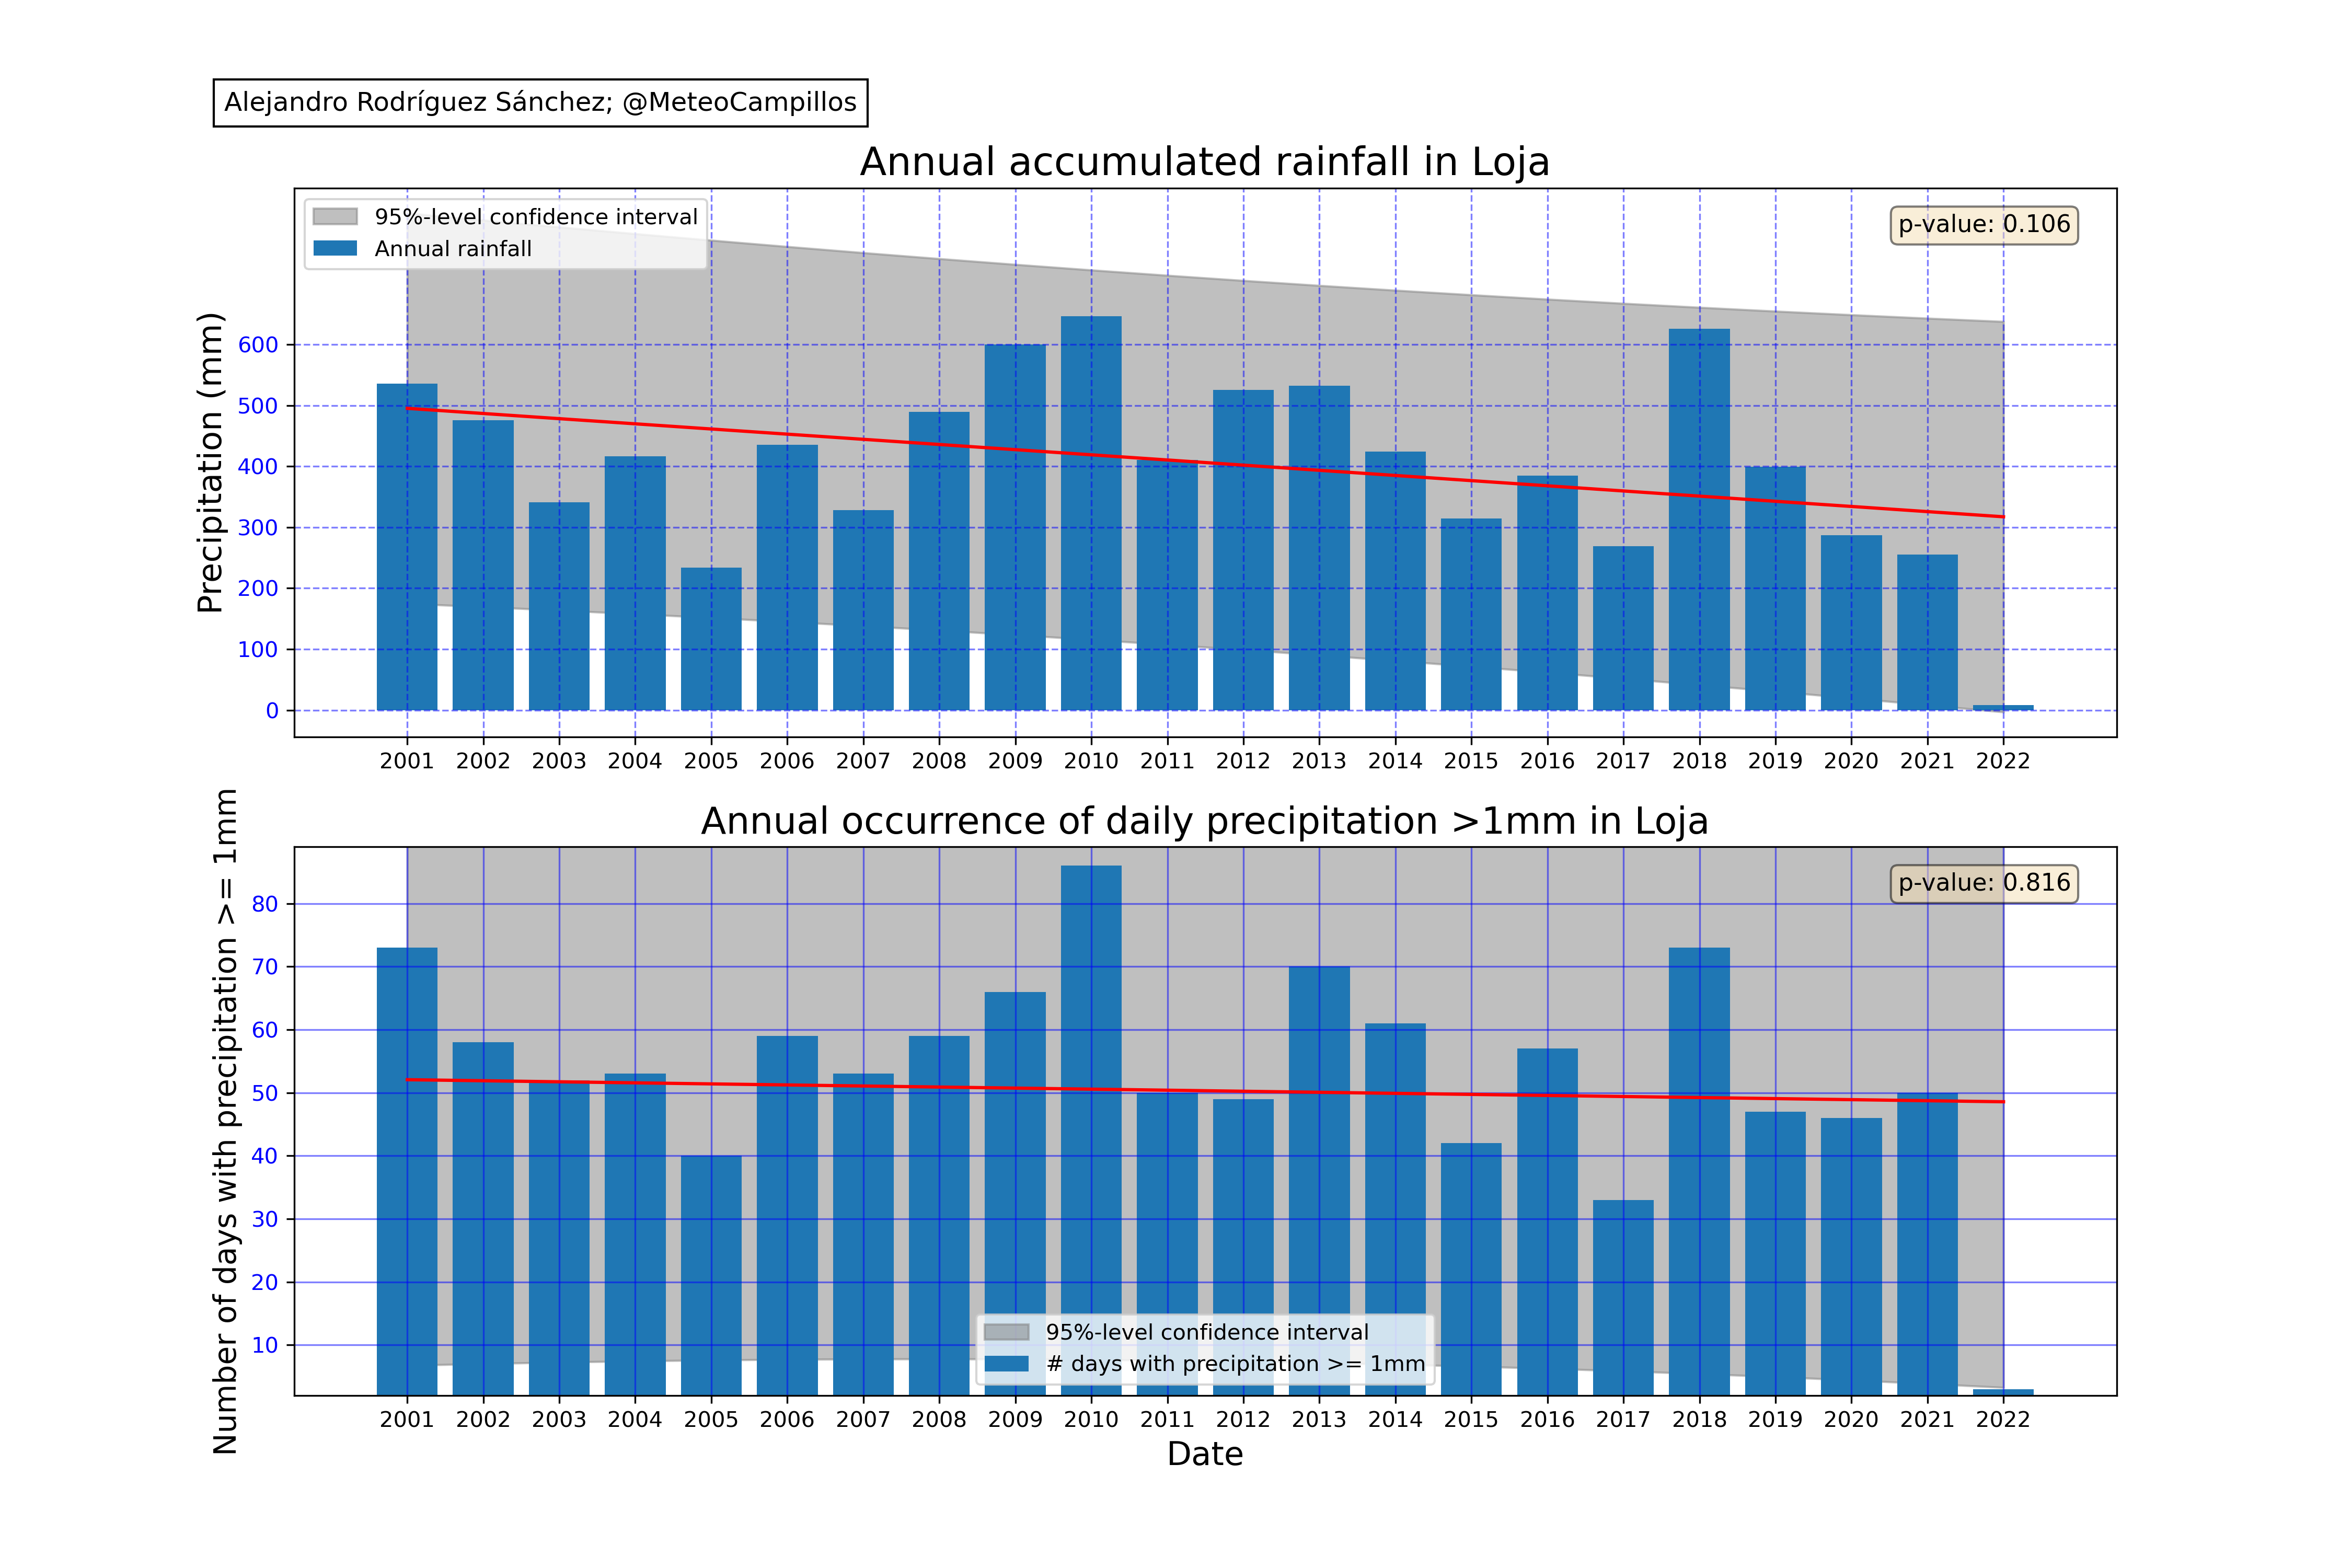 Alejandro Rodríguez Sánchez; @MeteoCampillos
Annual accumulated rainfall in Loja
95%-level confidence interval
Annual rainfall
p-value: 0.106
Precipitation (mm)
600
500
400
300
200
100
0
2001 2002 2003 2004 2005 2006 2007 2008 2009 2010 2011 2012 2013 2014 2015 2016 2017 2018 2019 2020 2021 2022
Annual occurrence of daily precipitation >1mm in Loja
p-value: 0.816
Number of days with precipitation >= 1mm
80
70
60
50
40
30
20
10
95%-level confidence interval
# days with precipitation >= 1mm
2001 2002 2003 2004 2005 2006 2007 2008 2009 2010 2011 2012 2013 2014 2015 2016 2017 2018 2019 2020 2021 2022
Date